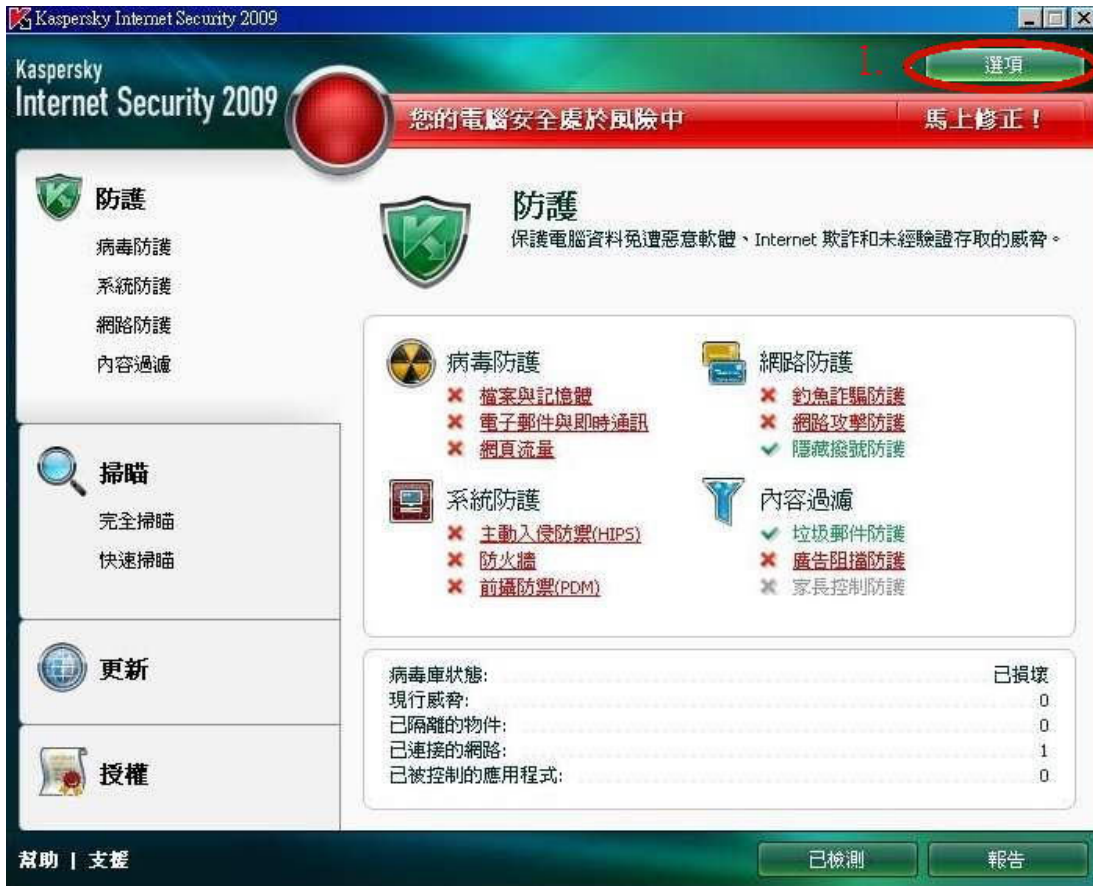 Kaspersky Internet Security 2009
1.
選項
Kaspersky
Internet Security 2009
您的電腦安全處於風險中
馬上修正！
防護
病毒防護
系統防護
網路防護
內容過濾
掃瞄
完全掃瞄
快速掃瞄
更新
授權
防護
保護電腦資料免遭惡意軟體、Internet 欺詐和未經驗證存取的威脅。
病毒防護
檔案與記憶體
電子郵件與即時通訊
網頁流量
網路防護
釣魚詐騙防護
網路攻擊防護
隱藏撥號防護
系統防護
主動入侵防禦(HIPS)
防火牆
前攝防禦(PDM)
內容過濾
垃圾郵件防護
廣告阻擋防護
家長控制防護
病毒庫狀態: 已損壞
現行威脅: 0
已隔離的物件: 0
已連接的網路: 1
已被控制的應用程式: 0
幫助 | 支援
已檢測
報告